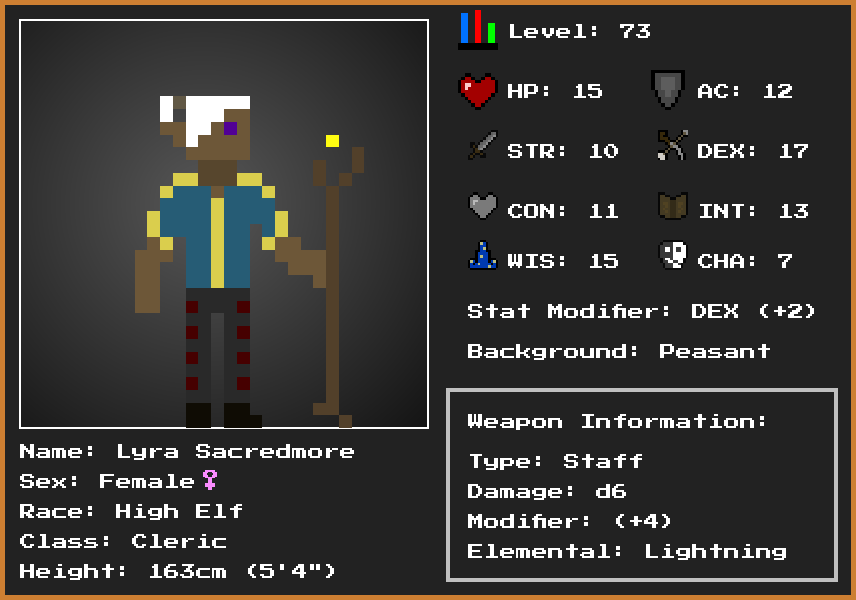 Level: 73
HP: 15 AC: 12
STR: 10 DEX: 17
CON: 11 INT: 13
WIS: 15 CHA: 7
Stat Modifier: DEX (+2)
Background: Peasant
Weapon Information:
Type: Staff
Damage: d6
Modifier: (+4)
Elemental: Lightning
Name: Lyra Sacredmore
Sex: Female♀
Race: High Elf
Class: Cleric
Height: 163cm (5'4")